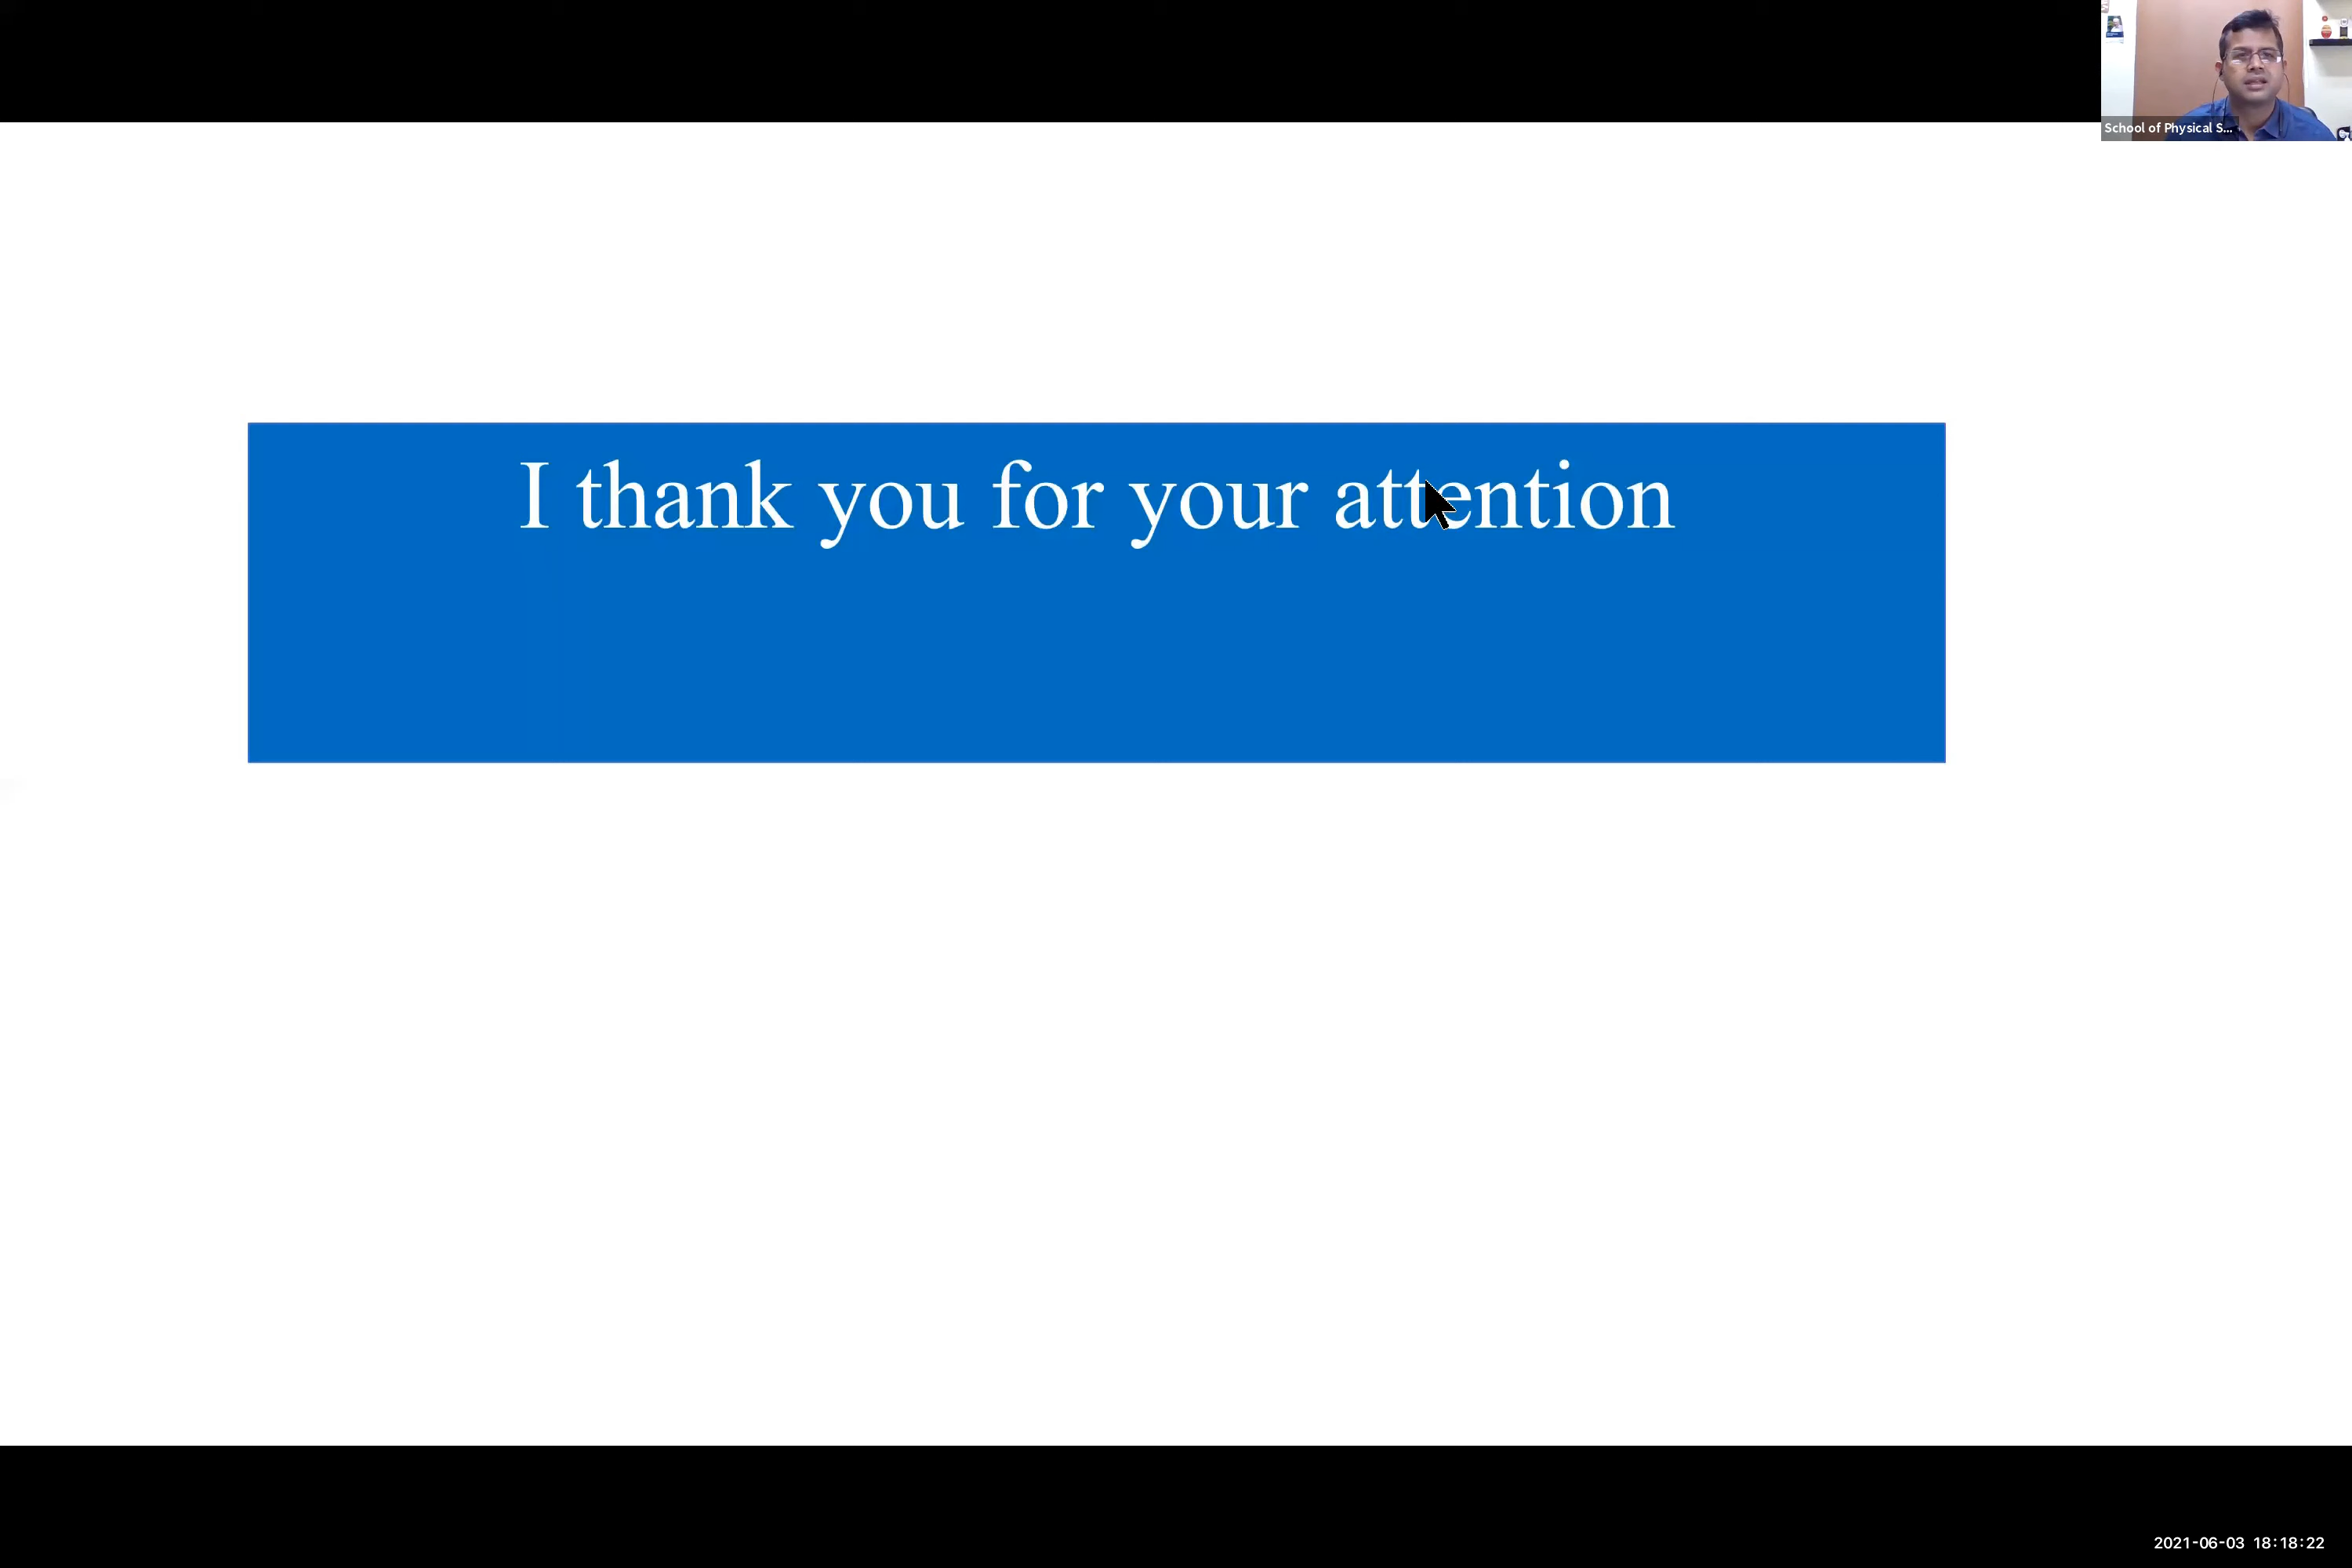 School of Physical S...
I thank you for your attention
2021-06-03 18:18:22